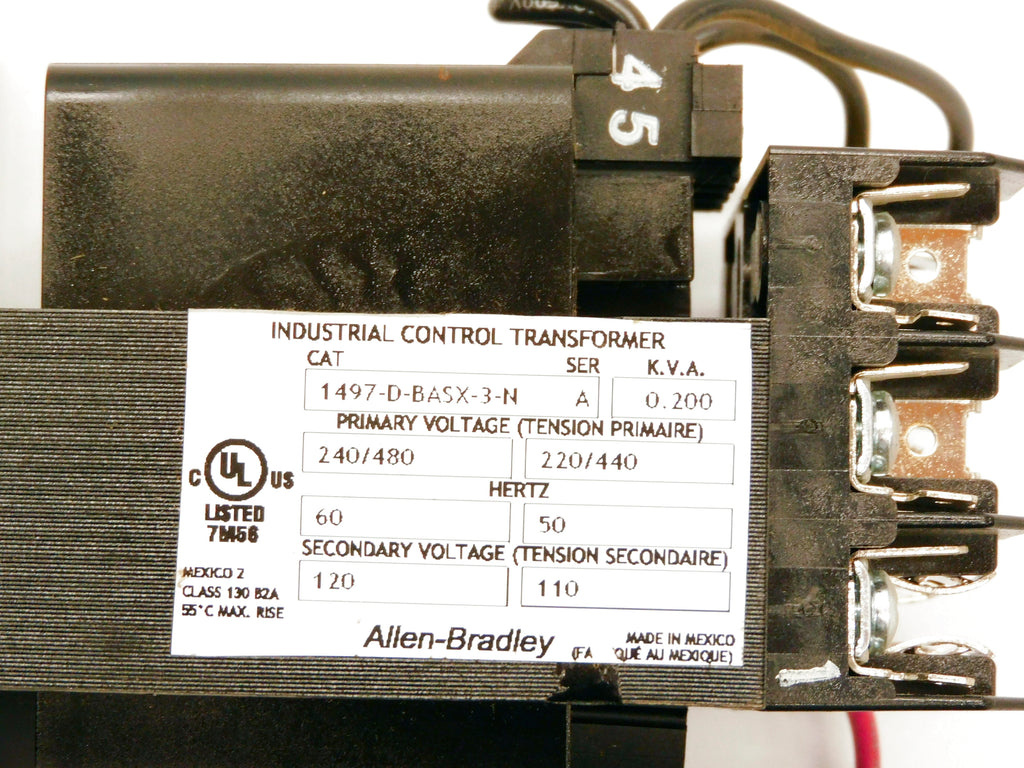 4
5
INDUSTRIAL CONTROL TRANSFORMER
CAT SER K.V.A.
1497-D-BASX-3-N A 0.200
PRIMARY VOLTAGE (TENSION PRIMAIRE)
240/480 220/440
HERTZ
60 50
SECONDARY VOLTAGE (TENSION SECONDAIRE)
120 110
C UL US
LISTED
7M56
MEXICO 2
CLASS 130 B2A
55°C MAX. RISE
Allen-Bradley
MADE IN MEXICO
AU MEXIQUE)